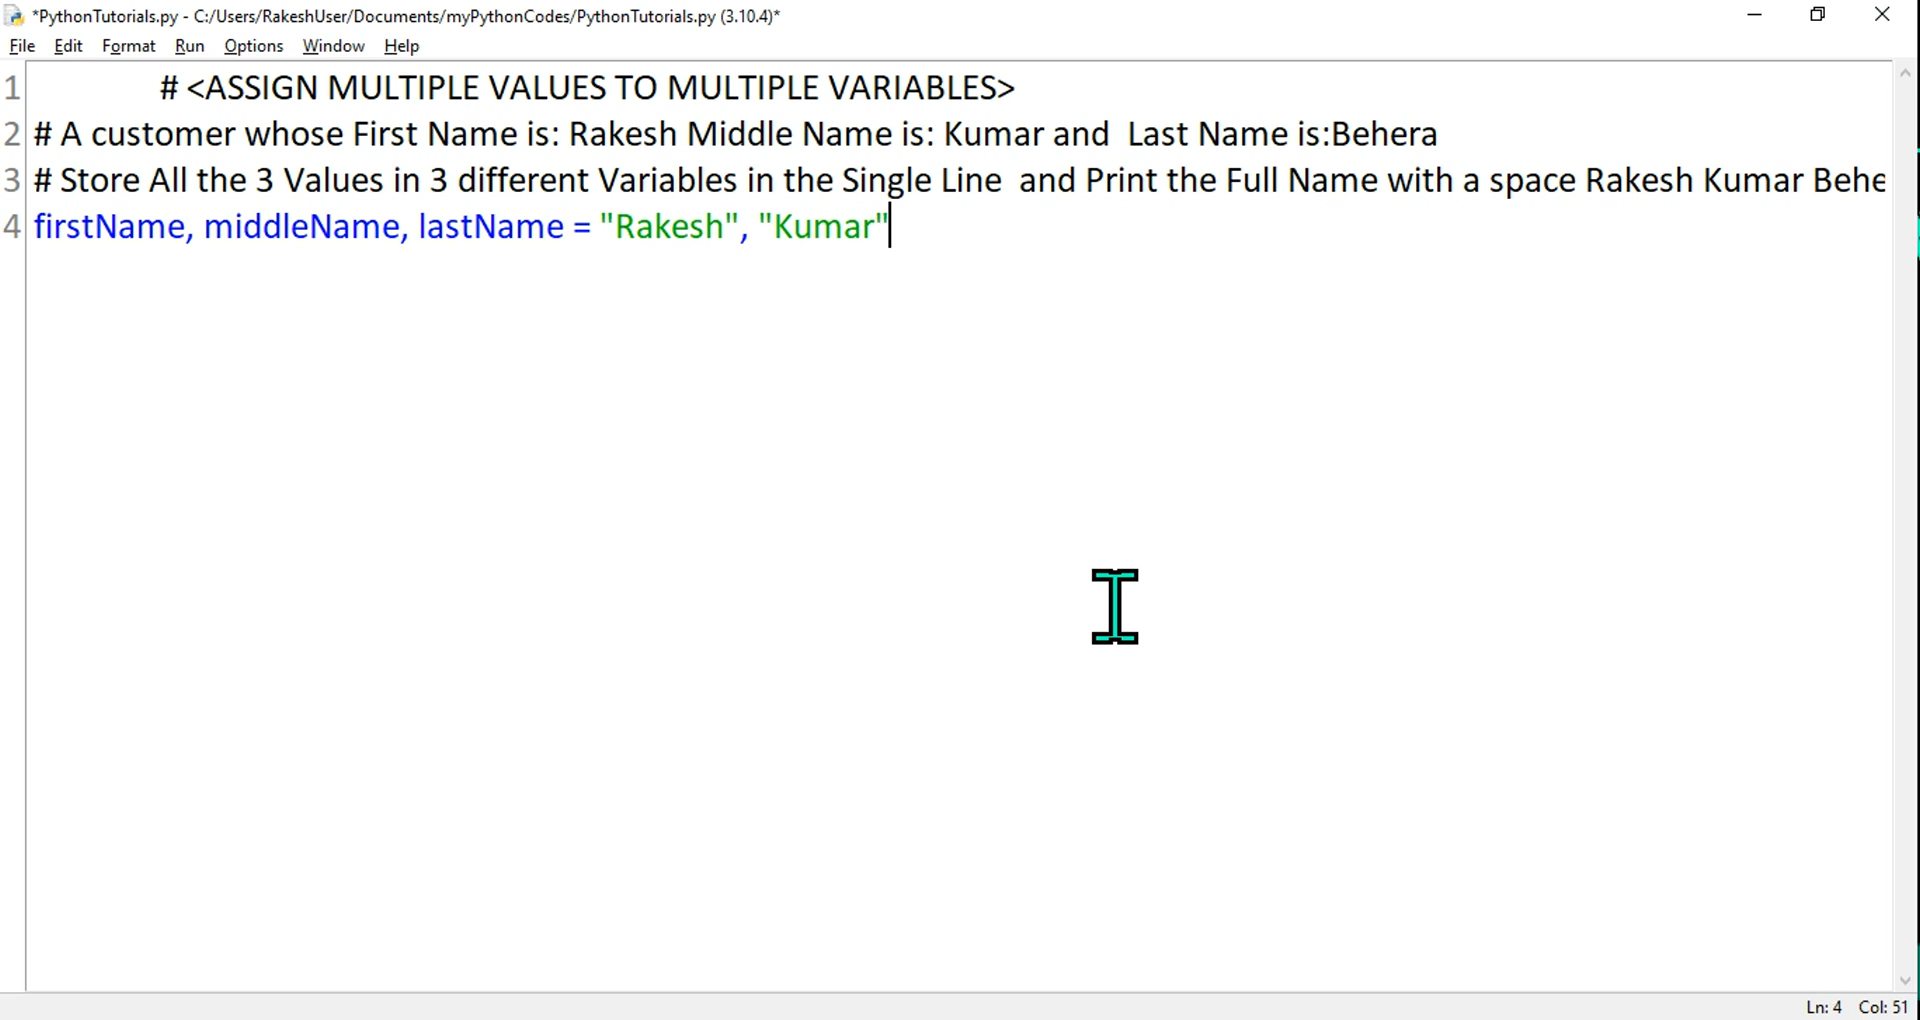 *PythonTutorials.py - C:/Users/RakeshUser/Documents/myPythonCodes/PythonTutorials.py (3.10.4)*
File Edit Format Run Options Window Help
1 # <ASSIGN MULTIPLE VALUES TO MULTIPLE VARIABLES>
2 # A customer whose First Name is: Rakesh Middle Name is: Kumar and  Last Name is:Behera
3 # Store All the 3 Values in 3 different Variables in the Single Line  and Print the Full Name with a space Rakesh Kumar Behe
4 firstName, middleName, lastName = "Rakesh", "Kumar"
Ln: 4 Col: 51